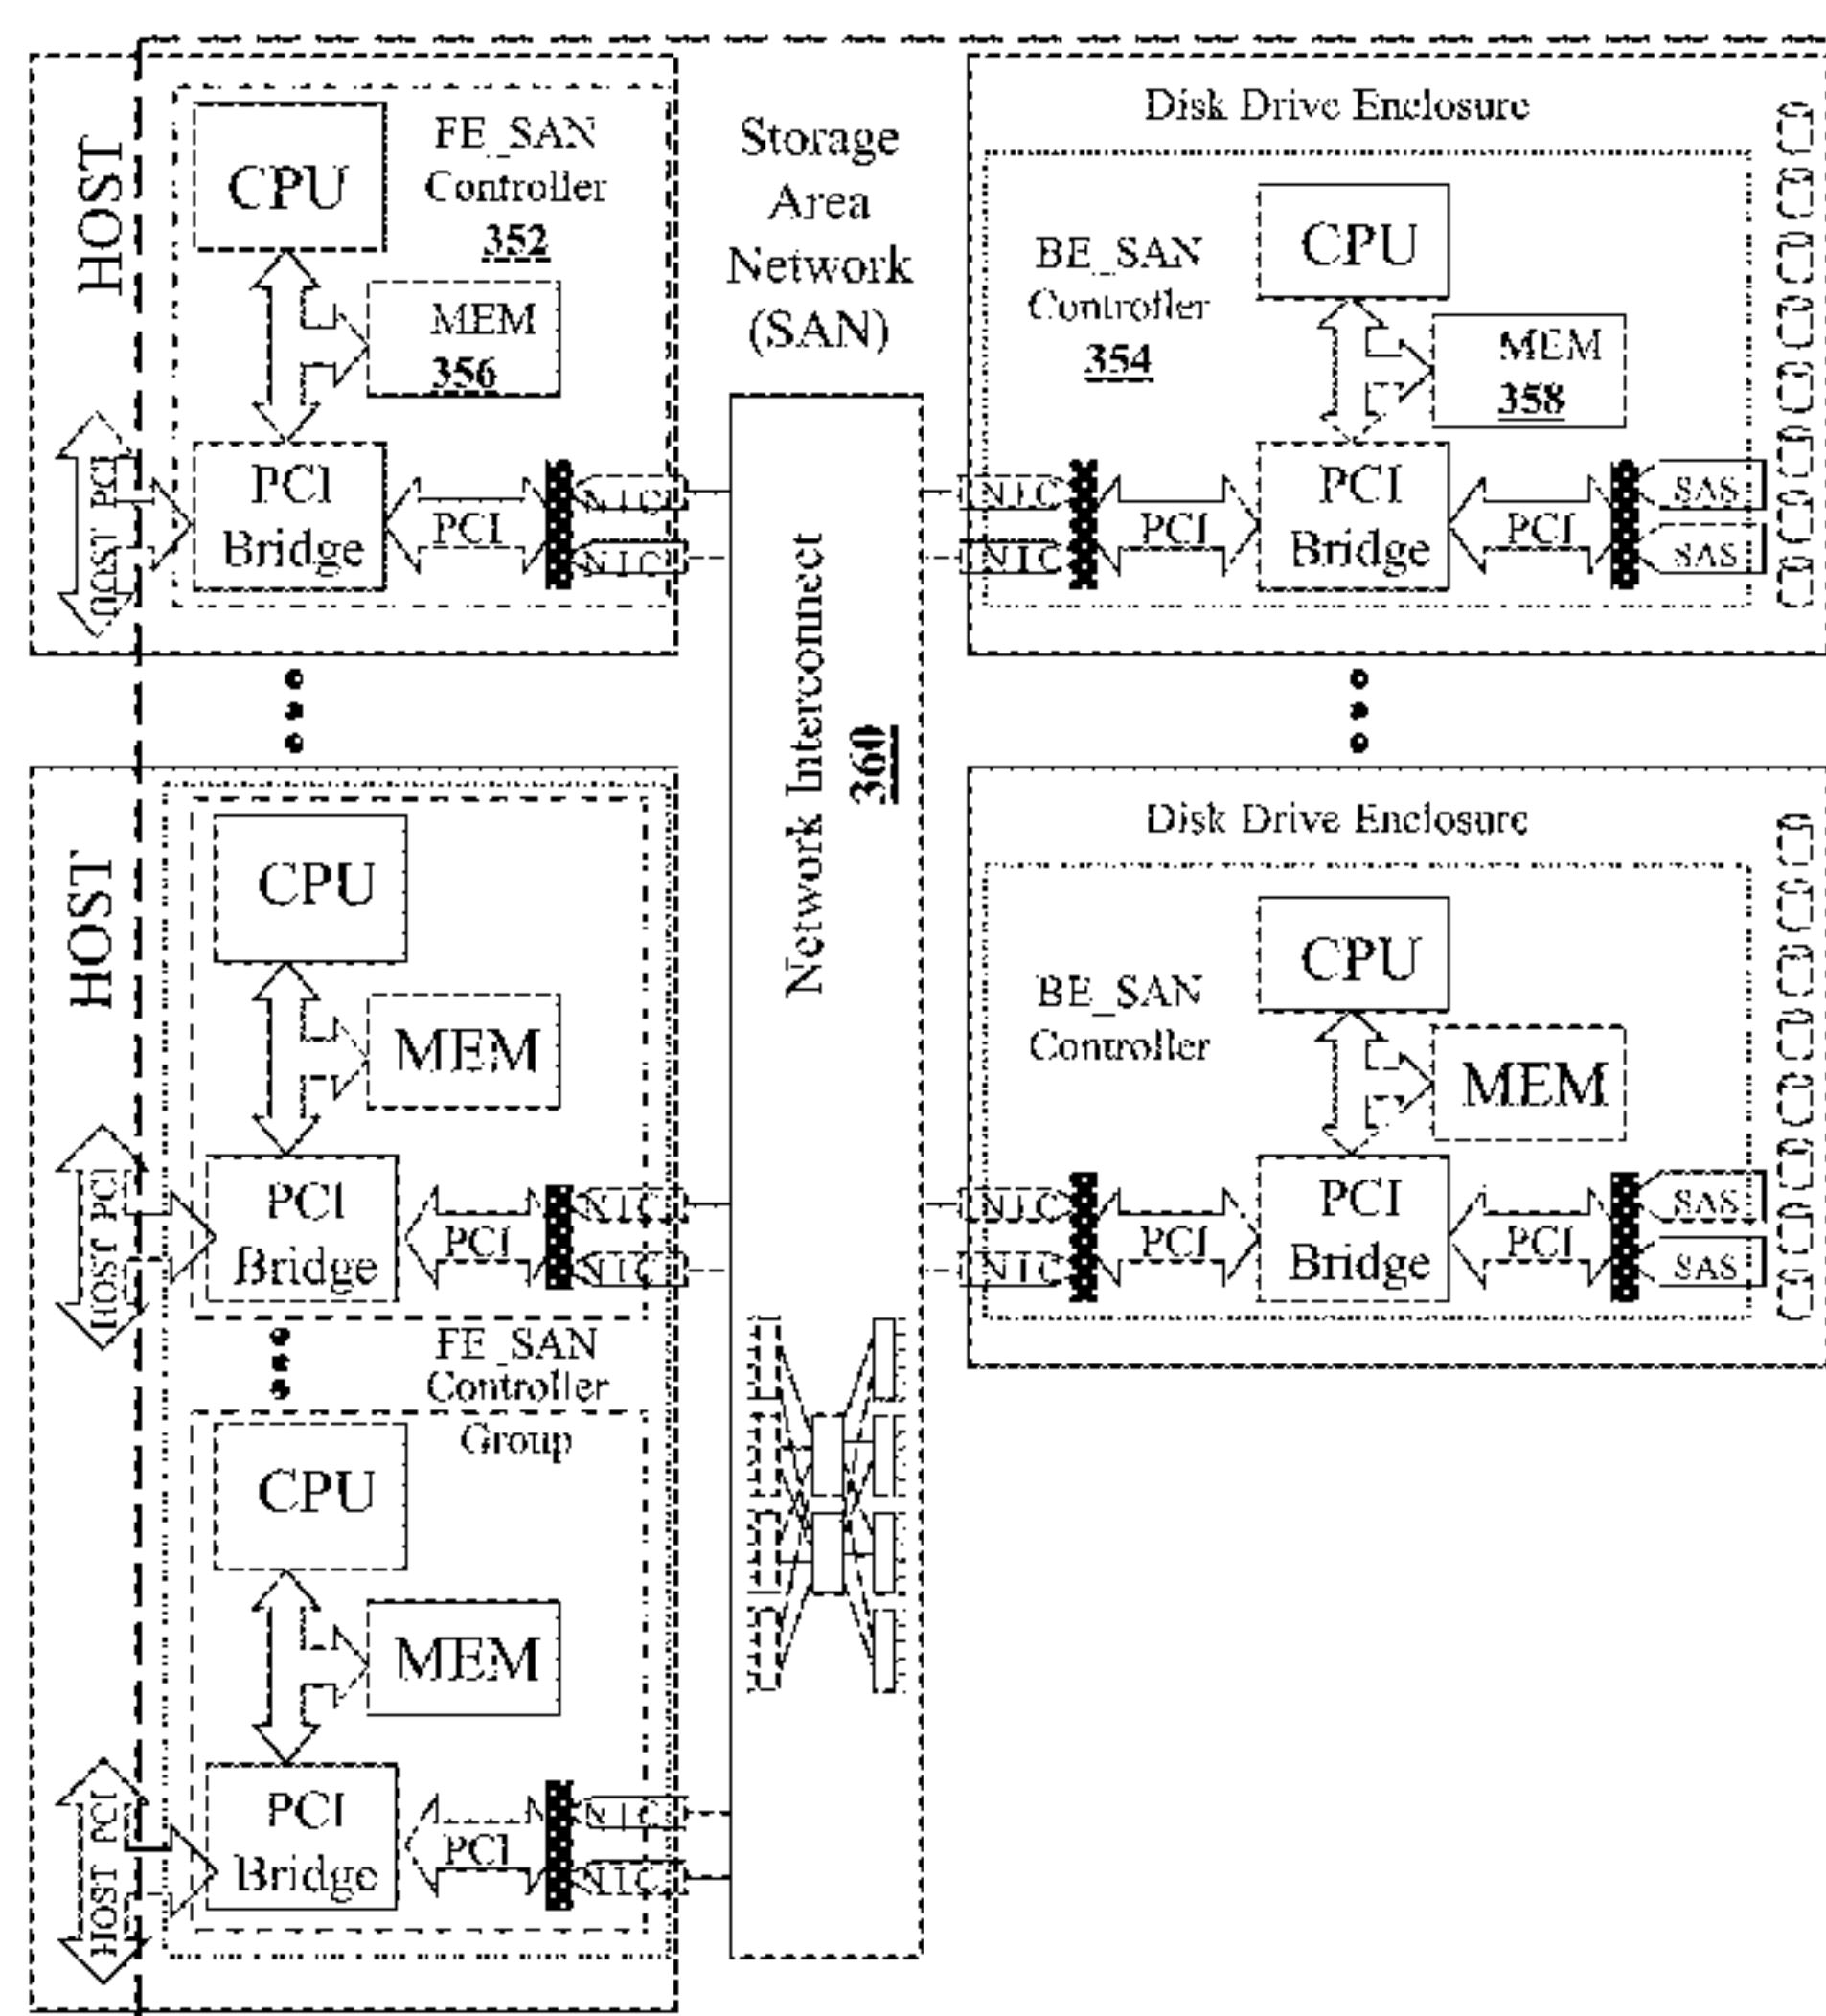 HOST
CPU
FE_SAN
Controller
352
MEM
356
HOST PCI
PCI
Bridge
PCI
NIC
NIC
Storage
Area
Network
(SAN)
Network Interconnect
360
Disk Drive Enclosure
BE_SAN
Controller
354
CPU
MEM
358
NIC
NIC
PCI
PCI
Bridge
PCI
SAS
SAS
HOST
CPU
MEM
HOST PCI
PCI
Bridge
PCI
NIC
NIC
FE_SAN
Controller
Group
CPU
MEM
HOST PCI
PCI
Bridge
PCI
NIC
NIC
Disk Drive Enclosure
BE_SAN
Controller
CPU
MEM
NIC
NIC
PCI
PCI
Bridge
PCI
SAS
SAS